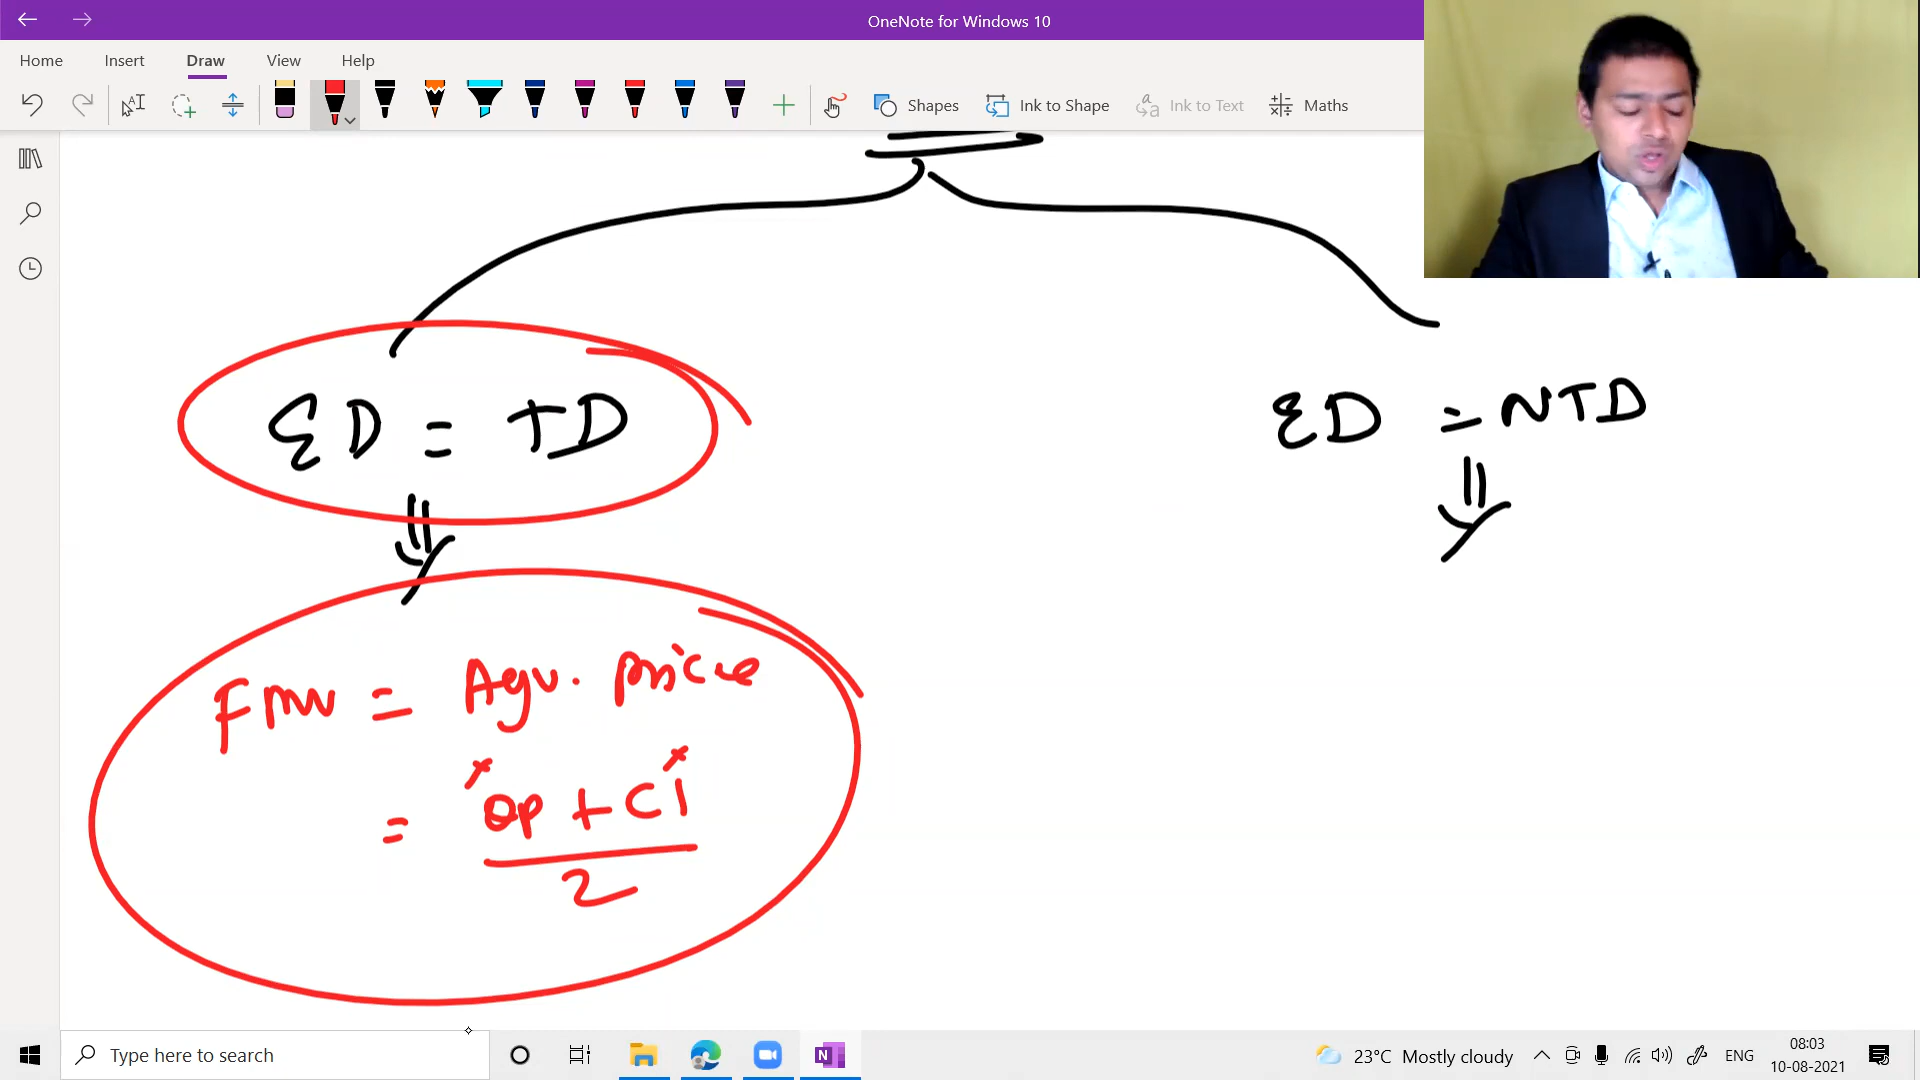 OneNote for Windows 10
Home Insert Draw View Help
Shapes Ink to Shape Ink to Text Maths
ED = TD
ED = NTD
Fmv = Agv. price
= Op + Cl
2
Type here to search
N
23°C Mostly cloudy
ENG
08:03
10-08-2021